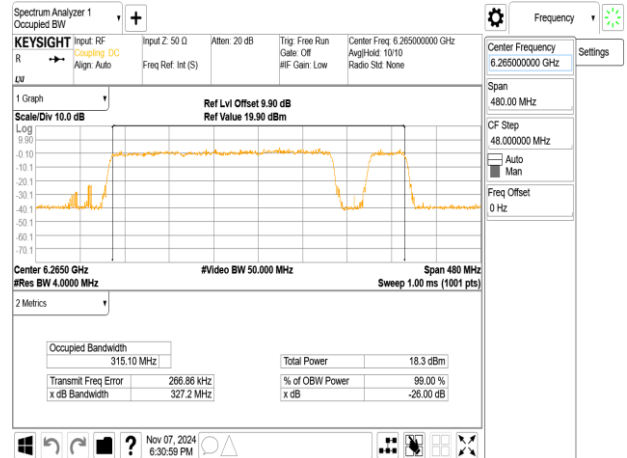 Spectrum Analyzer 1
Occupied BW
Frequency
KEYSIGHT
R
Input: RF
Coupling: DC
Align: Auto
Input Z: 50 Ω
Freq Ref: Int (S)
Atten: 20 dB
Trig: Free Run
Gate: Off
#IF Gain: Low
Center Freq: 6.265000000 GHz
Avg|Hold: 10/10
Radio Std: None
Center Frequency
6.265000000 GHz
Settings
Span
480.00 MHz
CF Step
48.000000 MHz
Auto
Man
Freq Offset
0 Hz
1 Graph
Scale/Div 10.0 dB
Ref Lvl Offset 9.90 dB
Ref Value 19.90 dBm
Log
9.90
-0.10
-10.1
-20.1
-30.1
-40.1
-50.1
-60.1
-70.1
Center 6.2650 GHz
#Video BW 50.000 MHz
Span 480 MHz
#Res BW 4.0000 MHz
Sweep 1.00 ms (1001 pts)
2 Metrics
Occupied Bandwidth
315.10 MHz
Total Power 18.3 dBm
Transmit Freq Error 266.86 kHz
% of OBW Power 99.00 %
x dB Bandwidth 327.2 MHz
x dB -26.00 dB
?
Nov 07, 2024
6:30:59 PM